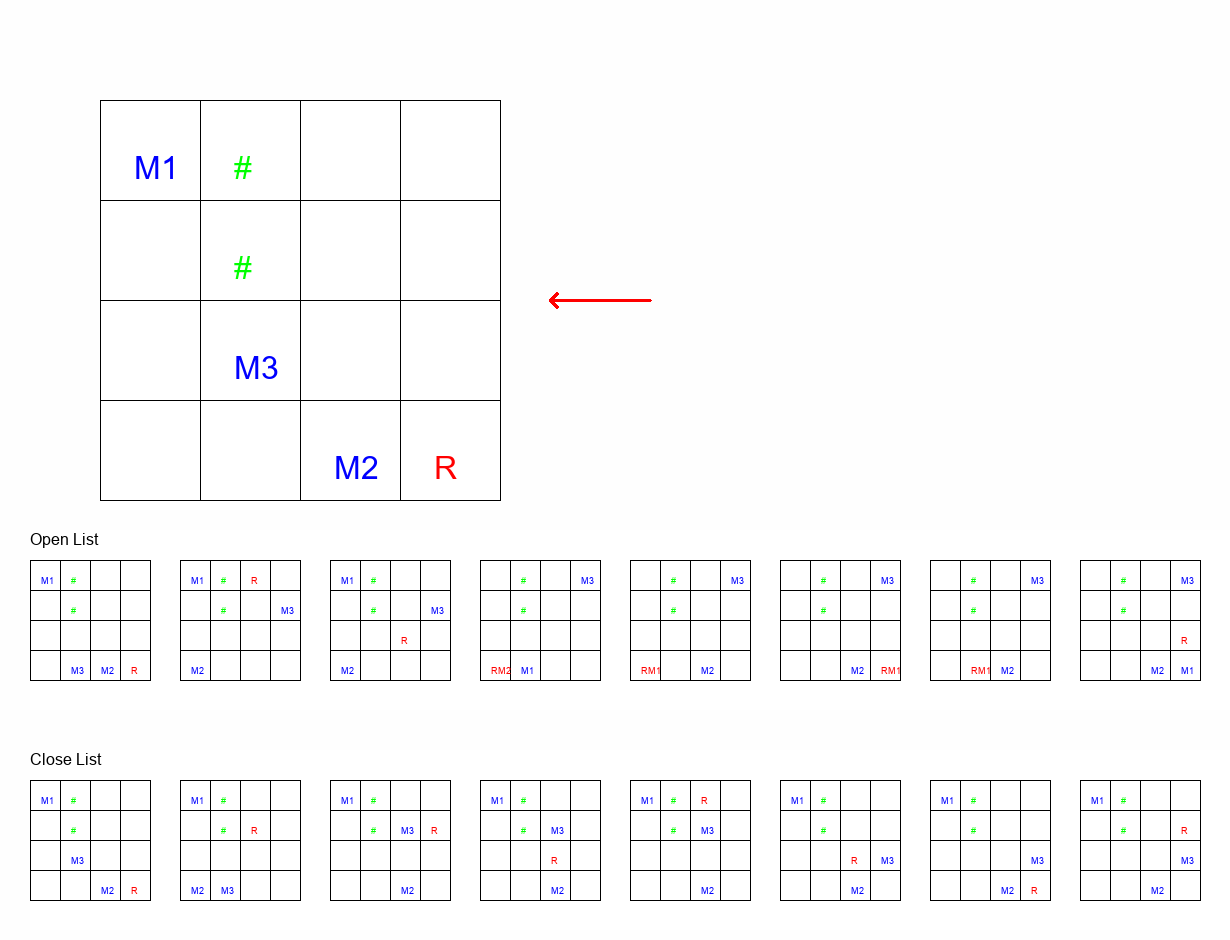 M1 #
#
M3
M2 R
Open List
M1 # M1 # R M1 # # M3 # M3 # M3 # M3 # M3
# # M3 # M3 # # # # #
R R
M3 M2 R M2 M2 RM2 M1 RM1 M2 M2 RM1 RM1 M2 M2 M1
Close List
M1 # M1 # M1 # M1 # M1 # R M1 # M1 # M1 #
# # R # M3 R # M3 # M3 # # # R
M3 R R M3 M3 M3
M2 R M2 M3 M2 M2 M2 M2 M2 R M2